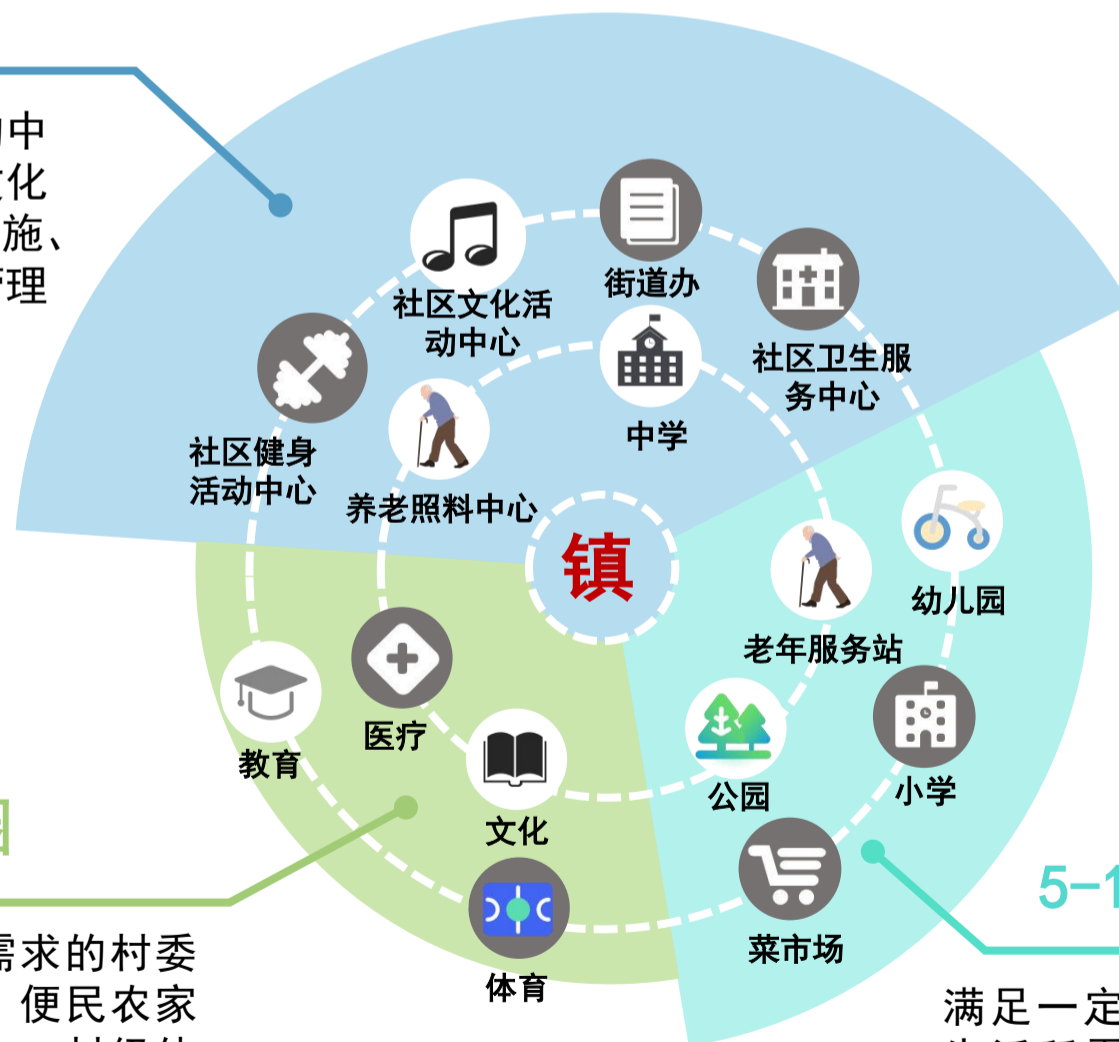 中
化
施、
理
社区文化活
动中心
街道办
社区卫生服
务中心
中学
社区健身
活动中心
养老照料中心
镇
幼儿园
老年服务站
医疗
教育
文化
公园
小学
体育
菜市场
5-1
需求的村委
便民农家
满足一定